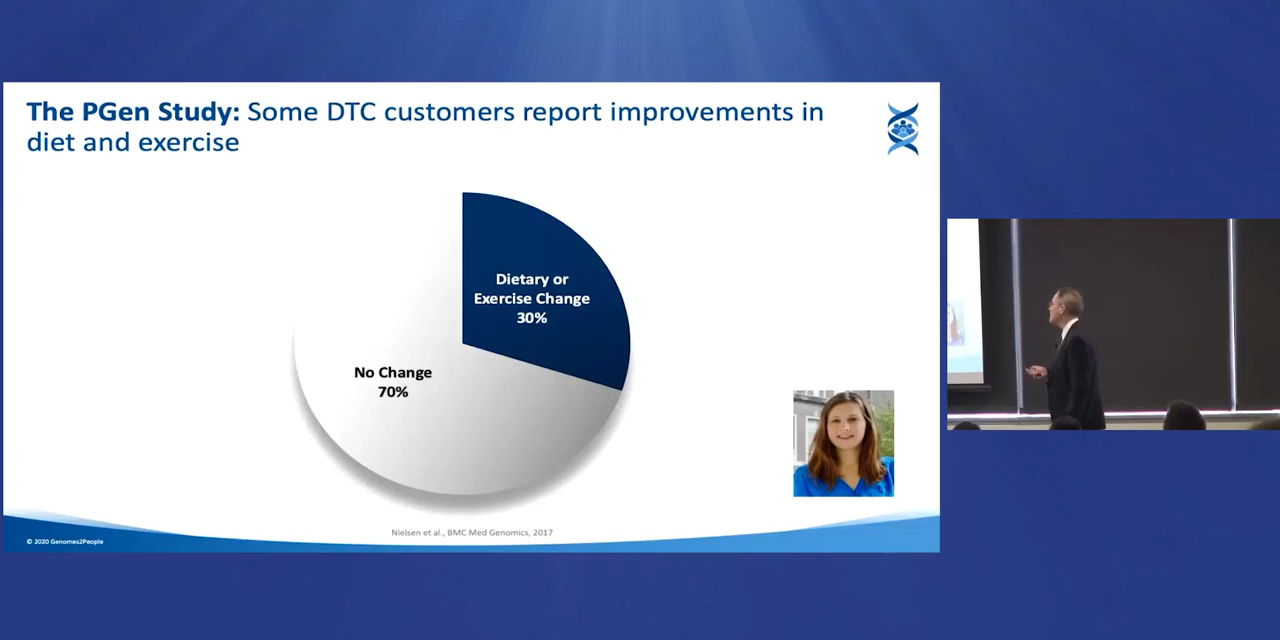 The PGen Study: Some DTC customers report improvements in
diet and exercise
Dietary or
Exercise Change
30%
No Change
70%
Nielsen et al., BMC Med Genomics, 2017
© 2020 Genomes2People